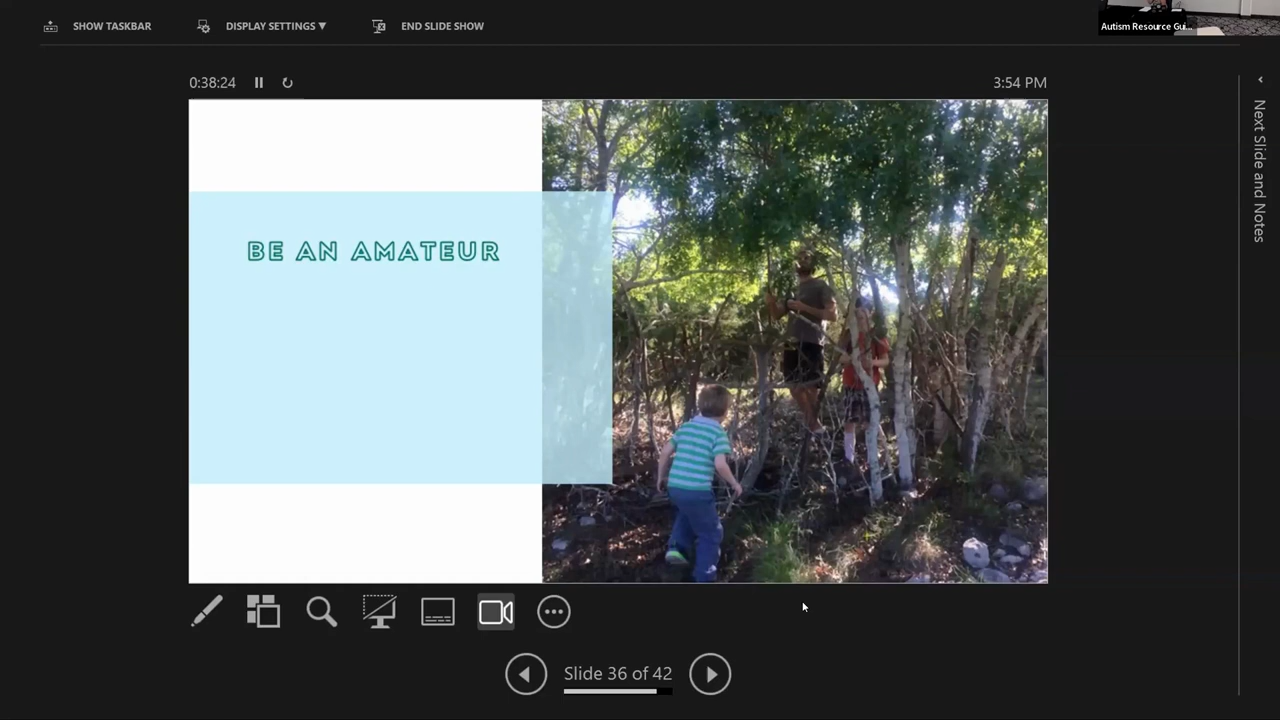 SHOW TASKBAR
DISPLAY SETTINGS ▼
END SLIDE SHOW
Autism Resource Gui...
0:38:24
3:54 PM
BE AN AMATEUR
Next Slide and Notes
Slide 36 of 42